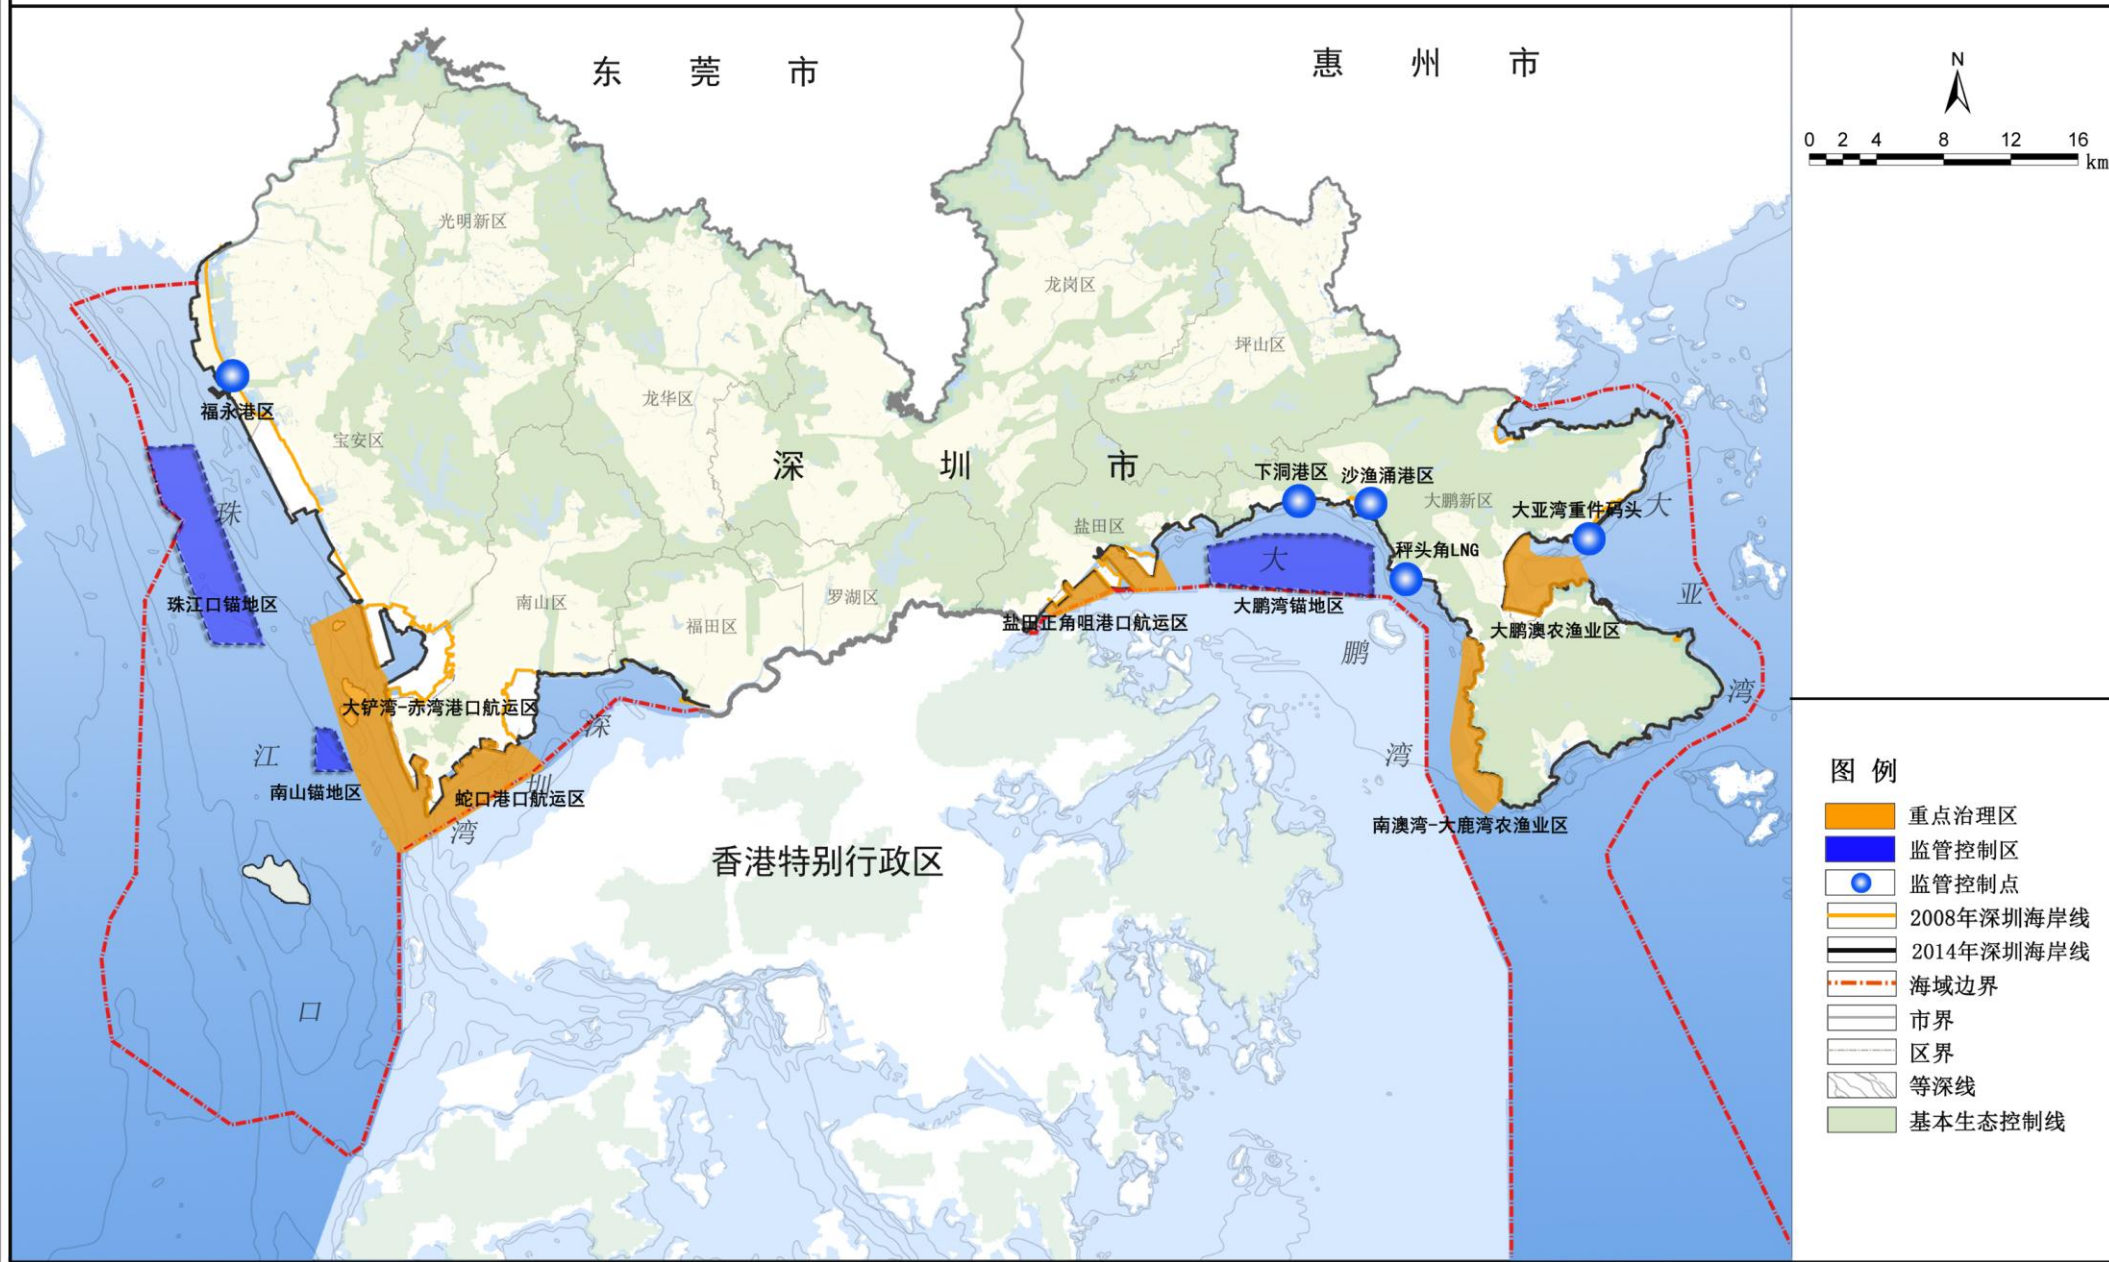 东 莞 市
惠 州 市
N
0 2 4 8 12 16
km
光明新区
龙岗区
坪山区
龙华区
福永港区
宝安区
深 圳 市
下洞港区
沙渔涌港区
大鹏新区
大亚湾重件码头
大
珠
盐田区
秤头角LNG
大
亚
珠江口锚地区
南山区
罗湖区
福田区
盐田正角咀港口航运区
大鹏湾锚地区
大鹏澳农渔业区
鹏
湾
大铲湾-赤湾港口航运区
深
江
湾
南山锚地区
圳
蛇口港口航运区
湾
南澳湾-大鹿湾农渔业区
香港特别行政区
口
图 例
重点治理区
监管控制区
监管控制点
2008年深圳海岸线
2014年深圳海岸线
海域边界
市界
区界
等深线
基本生态控制线